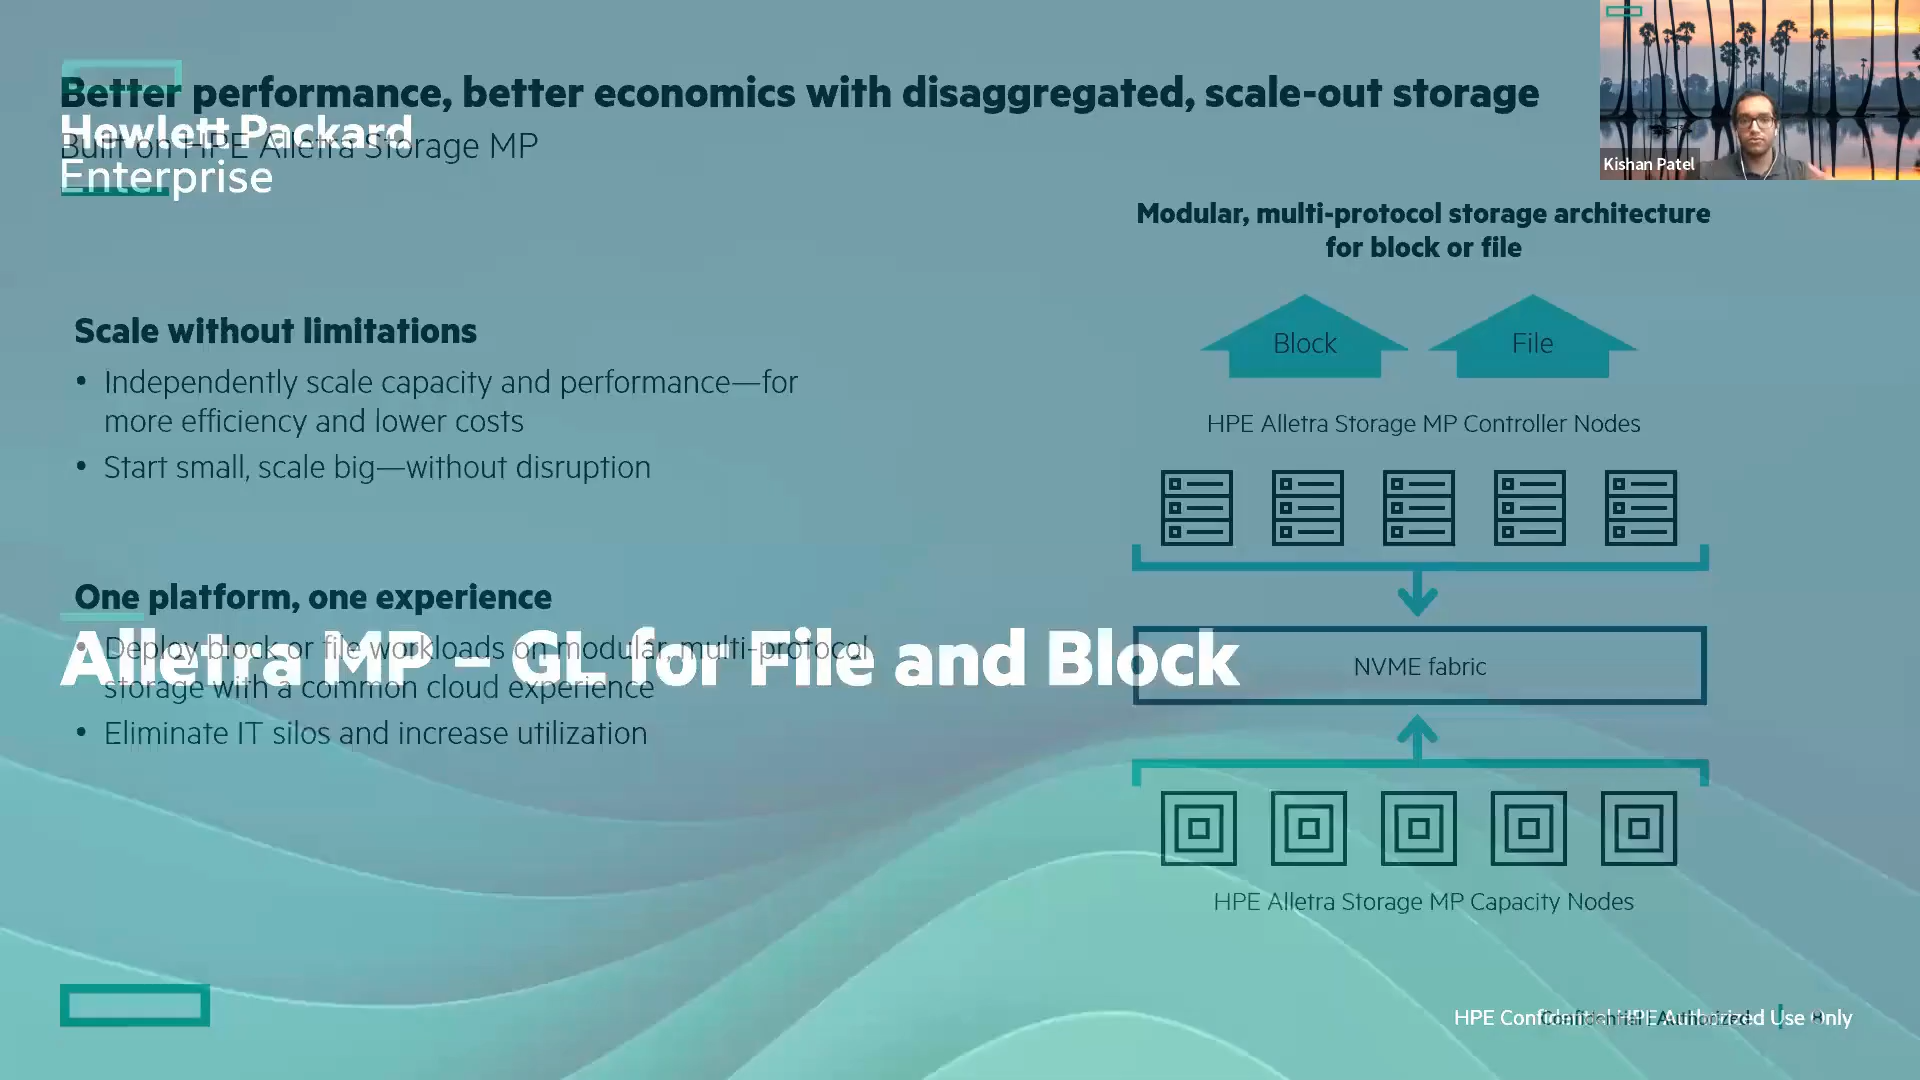 Better performance, better economics with disaggregated, scale-out storage
Hewlett Packard
Built on HPE Alletra Storage MP
Enterprise
Kishan Patel
Modular, multi-protocol storage architecture
for block or file
Scale without limitations
• Independently scale capacity and performance—for
more efficiency and lower costs
• Start small, scale big—without disruption
Block
File
HPE Alletra Storage MP Controller Nodes
One platform, one experience
• Deploy block or file workloads on modular, multi-protocol
storage with a common cloud experience
Alletra MP – GL for File and Block
• Eliminate IT silos and increase utilization
NVME fabric
HPE Alletra Storage MP Capacity Nodes
HPE Confidential HPE Authorized Use Only
Confidential | Authorized